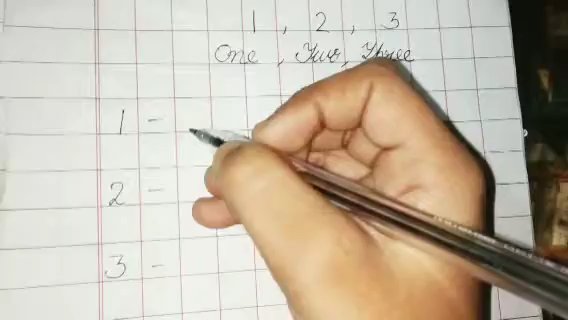 1, 2, 3
One, Two, Three
1 -
2 -
3 -